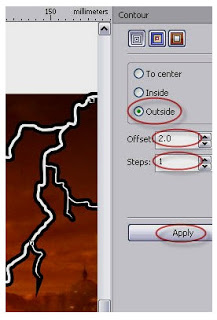 150 millimeters
Contour
To center
Inside
Outside
Offset: 2.0
Steps: 1
Apply